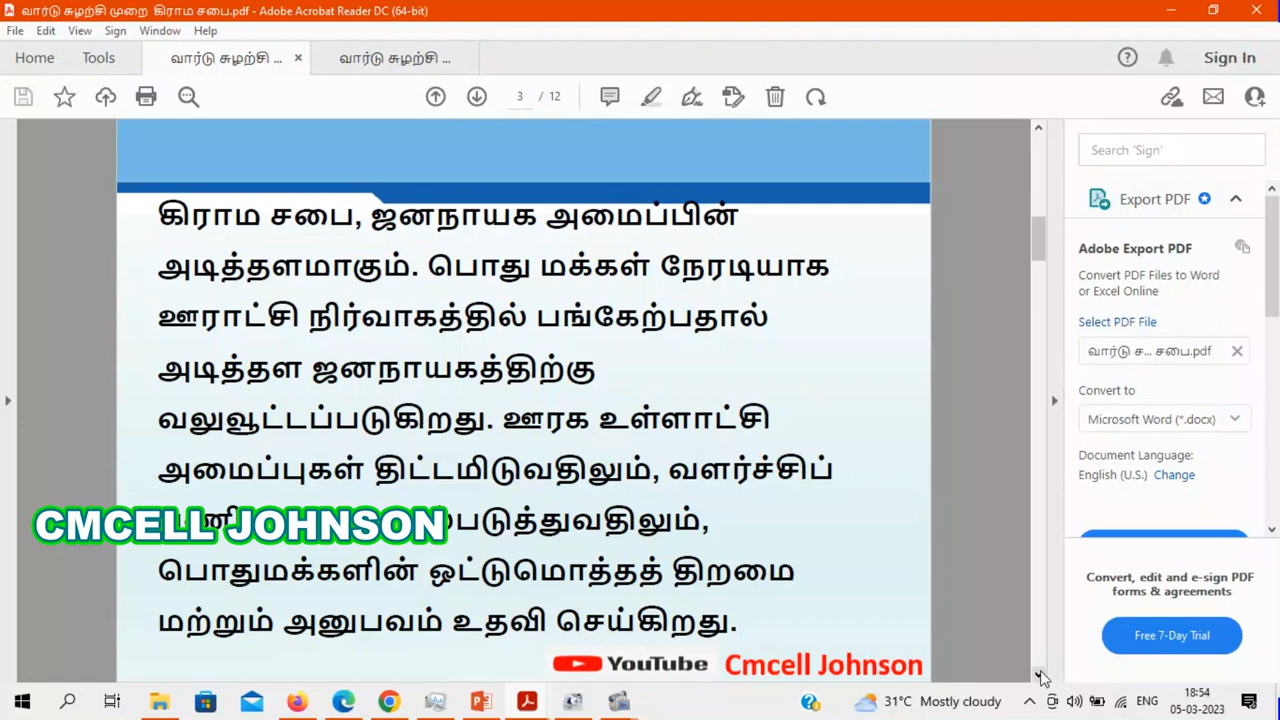 வார்டு சுழற்சி முறை கிராம சபை.pdf - Adobe Acrobat Reader DC (64-bit)
File Edit View Sign Window Help
Home Tools வார்டு சுழற்சி ... வார்டு சுழற்சி ... Sign In
3 / 12
Search 'Sign'
Export PDF
Adobe Export PDF
Convert PDF Files to Word
or Excel Online
Select PDF File
வார்டு ச... சபை.pdf
Convert to
Microsoft Word (*.docx)
Document Language:
English (U.S.) Change
Convert, edit and e-sign PDF
forms & agreements
Free 7-Day Trial
கிராம சபை, ஜனநாயக அமைப்பின்
அடித்தளமாகும். பொது மக்கள் நேரடியாக
ஊராட்சி நிர்வாகத்தில் பங்கேற்பதால்
அடித்தள ஜனநாயகத்திற்கு
வலுவூட்டப்படுகிறது. ஊரக உள்ளாட்சி
அமைப்புகள் திட்டமிடுவதிலும், வளர்ச்சிப்
CMCELL JOHNSON
பொதுமக்களின் ஒட்டுமொத்தத் திறமை
மற்றும் அனுபவம் உதவி செய்கிறது.
YouTube Cmcell Johnson
31°C Mostly cloudy ENG 18:54
05-03-2023